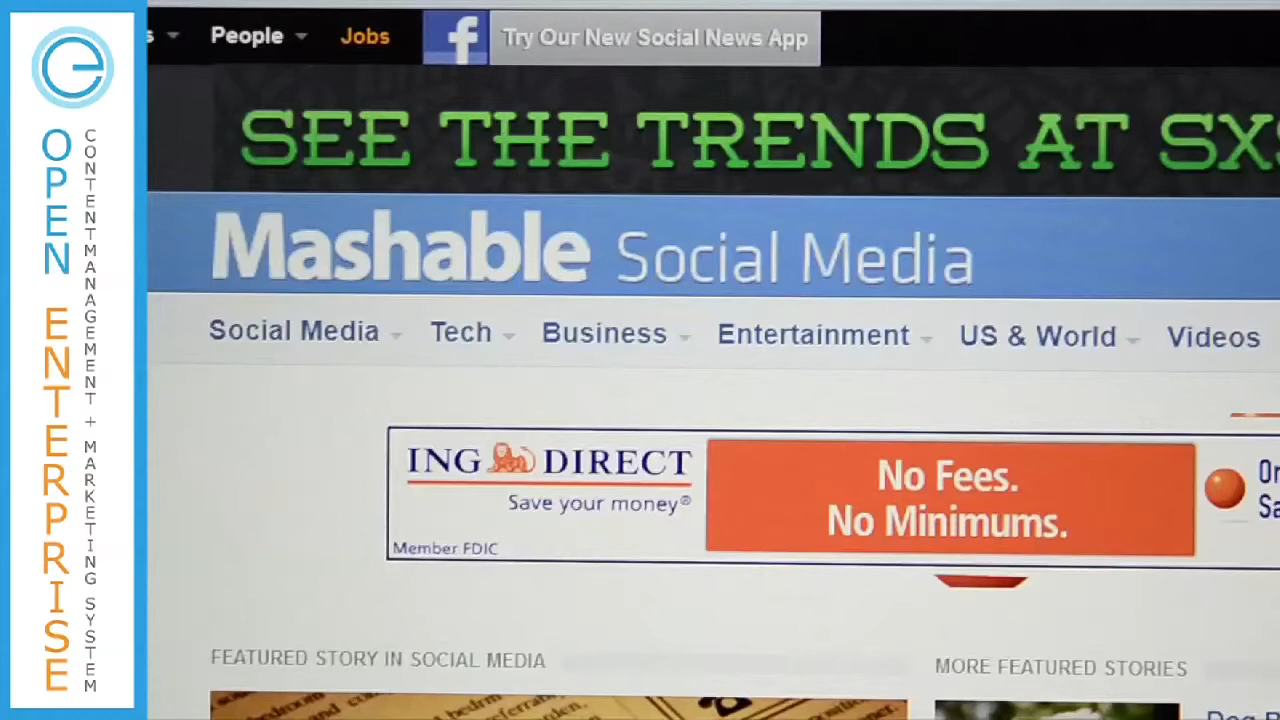 OPEN ENTERPRISE
CONTENTMANAGEMENT + MARKETING SYSTEM
s People Jobs
Try Our New Social News App
SEE THE TRENDS AT SXS
Mashable Social Media
Social Media Tech Business Entertainment US & World Videos
ING DIRECT
Save your money®
Member FDIC
No Fees.
No Minimums.
FEATURED STORY IN SOCIAL MEDIA
MORE FEATURED STORIES